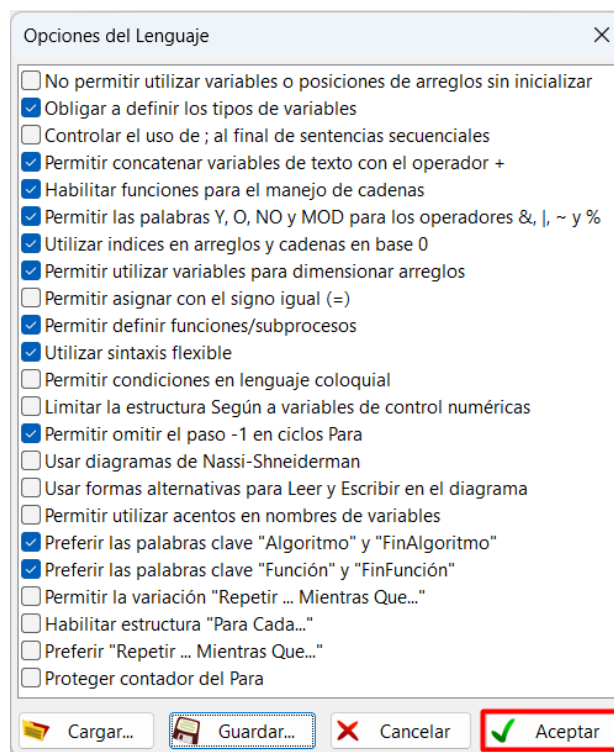 Opciones del Lenguaje
No permitir utilizar variables o posiciones de arreglos sin inicializar
Obligar a definir los tipos de variables
Controlar el uso de ; al final de sentencias secuenciales
Permitir concatenar variables de texto con el operador +
Habilitar funciones para el manejo de cadenas
Permitir las palabras Y, O, NO y MOD para los operadores &, |, ~ y %
Utilizar indices en arreglos y cadenas en base 0
Permitir utilizar variables para dimensionar arreglos
Permitir asignar con el signo igual (=)
Permitir definir funciones/subprocesos
Utilizar sintaxis flexible
Permitir condiciones en lenguaje coloquial
Limitar la estructura Según a variables de control numéricas
Permitir omitir el paso -1 en ciclos Para
Usar diagramas de Nassi-Shneiderman
Usar formas alternativas para Leer y Escribir en el diagrama
Permitir utilizar acentos en nombres de variables
Preferir las palabras clave "Algoritmo" y "FinAlgoritmo"
Preferir las palabras clave "Función" y "FinFunción"
Permitir la variación "Repetir ... Mientras Que..."
Habilitar estructura "Para Cada..."
Preferir "Repetir ... Mientras Que..."
Proteger contador del Para
Cargar... Guardar... Cancelar Aceptar